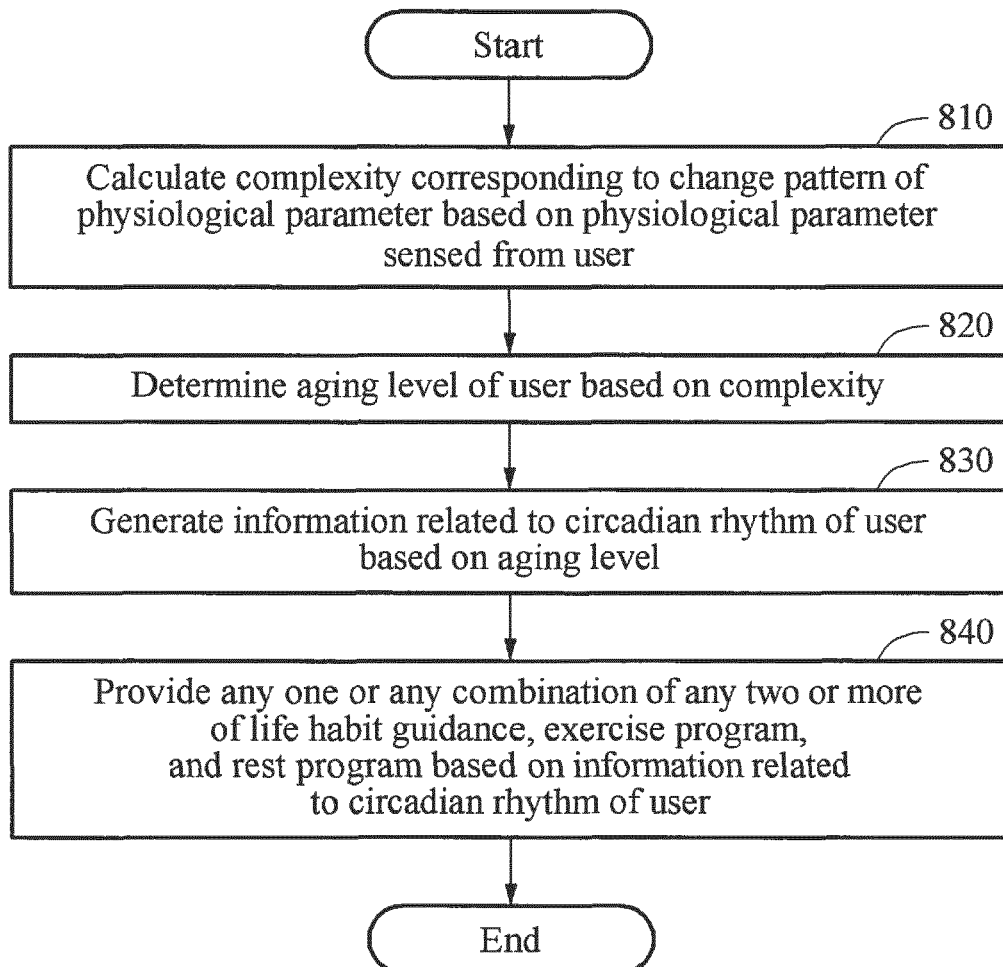 Start
810
Calculate complexity corresponding to change pattern of
physiological parameter based on physiological parameter
sensed from user
820
Determine aging level of user based on complexity
830
Generate information related to circadian rhythm of user
based on aging level
840
Provide any one or any combination of any two or more
of life habit guidance, exercise program,
and rest program based on information related
to circadian rhythm of user
End